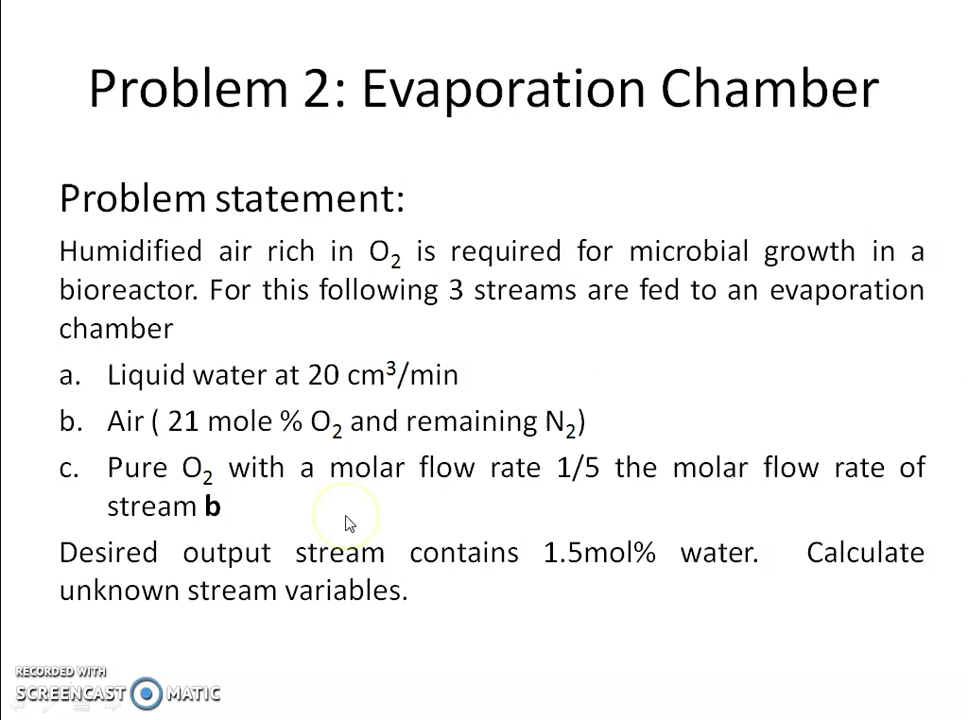 Problem 2: Evaporation Chamber
Problem statement:
Humidified air rich in O₂ is required for microbial growth in a
bioreactor. For this following 3 streams are fed to an evaporation
chamber
a. Liquid water at 20 cm³/min
b. Air ( 21 mole % O₂ and remaining N₂)
c. Pure O₂ with a molar flow rate 1/5 the molar flow rate of
stream b
Desired output stream contains 1.5mol% water. Calculate
unknown stream variables.
RECORDED WITH
SCREENCAST MATIC